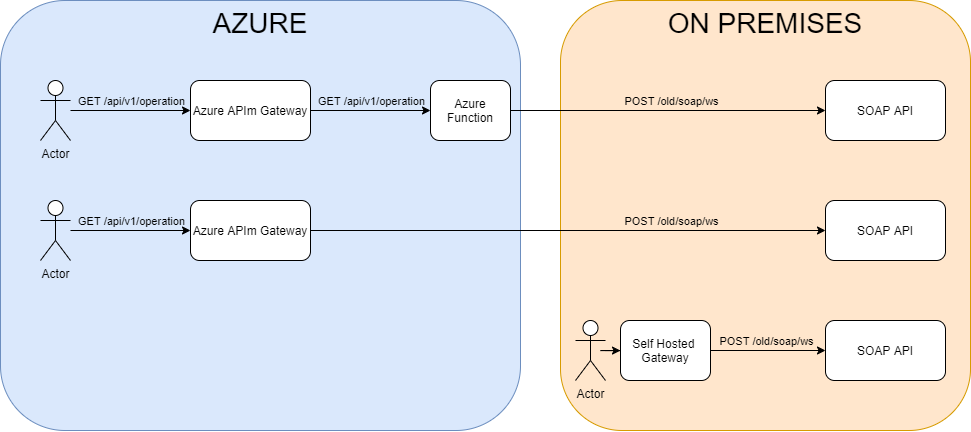 AZURE
ON PREMISES
GET /api/v1/operation
Azure APIm Gateway
GET /api/v1/operation
Azure
Function
POST /old/soap/ws
SOAP API
Actor
GET /api/v1/operation
Azure APIm Gateway
POST /old/soap/ws
SOAP API
Actor
Self Hosted
Gateway
POST /old/soap/ws
SOAP API
Actor